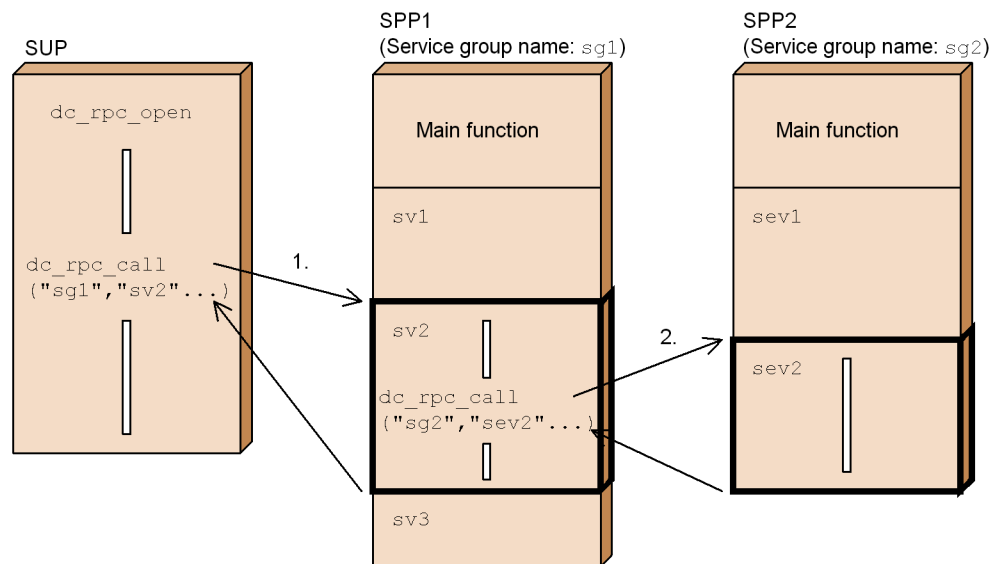 SUP
dc_rpc_open
dc_rpc_call
("sg1","sv2"...)
1.
SPP1
(Service group name: sg1)
Main function
sv1
sv2
dc_rpc_call
("sg2","sev2"...)
sv3
2.
SPP2
(Service group name: sg2)
Main function
sev1
sev2